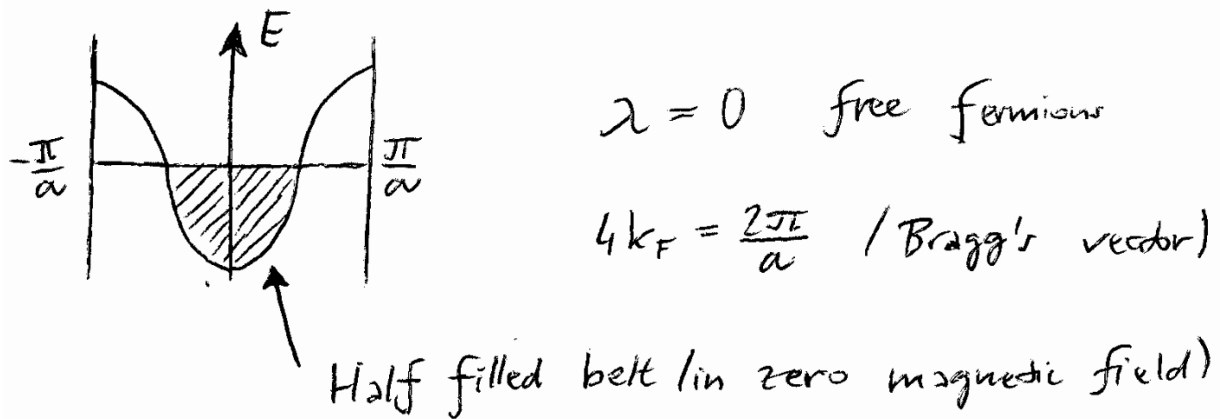 E
-π/a
π/a
λ = 0 free fermions
4k_F = 2π/a /Bragg's vector)
Half filled belt /in zero magnetic field)